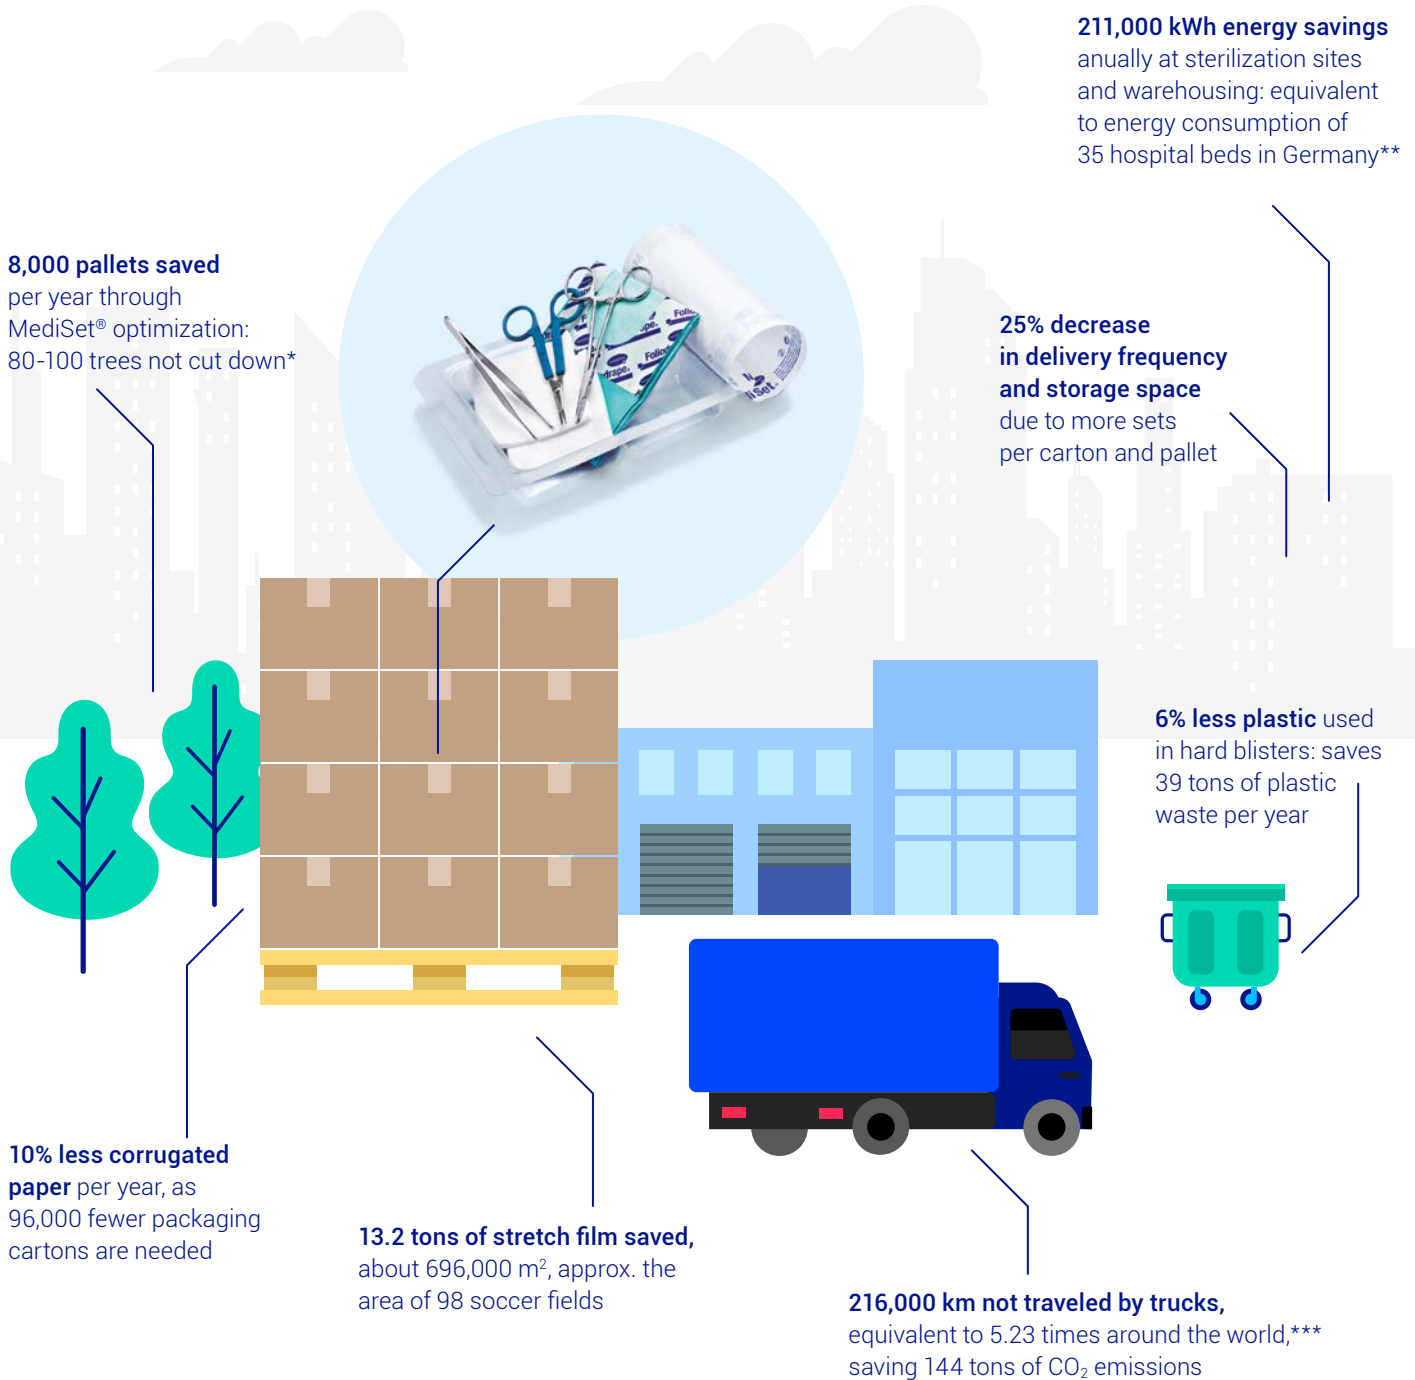 211,000 kWh energy savings
anually at sterilization sites
and warehousing: equivalent
to energy consumption of
35 hospital beds in Germany**
8,000 pallets saved
per year through
MediSet® optimization:
80-100 trees not cut down*
25% decrease
in delivery frequency
and storage space
due to more sets
per carton and pallet
6% less plastic used
in hard blisters: saves
39 tons of plastic
waste per year
10% less corrugated
paper per year, as
96,000 fewer packaging
cartons are needed
13.2 tons of stretch film saved,
about 696,000 m², approx. the
area of 98 soccer fields
216,000 km not traveled by trucks,
equivalent to 5.23 times around the world,***
saving 144 tons of CO₂ emissions